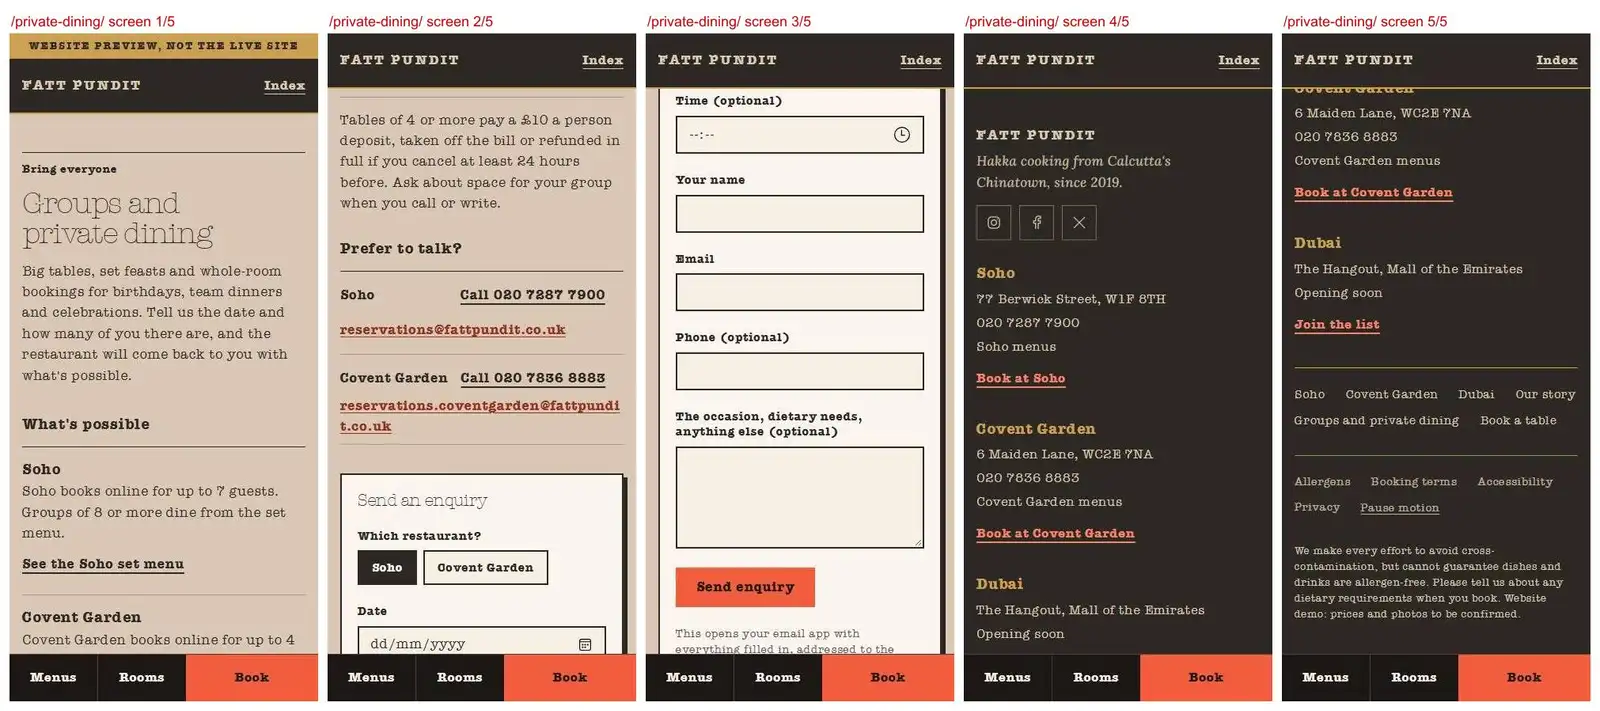 /private-dining/ screen 1/5
WEBSITE PREVIEW, NOT THE LIVE SITE
FATT PUNDIT
Index
Bring everyone
Groups and
private dining
Big tables, set feasts and whole-room
bookings for birthdays, team dinners
and celebrations. Tell us the date and
how many of you there are, and the
restaurant will come back to you with
what's possible.
What's possible
Soho
Soho books online for up to 7 guests.
Groups of 8 or more dine from the set
menu.
See the Soho set menu
Covent Garden
Covent Garden books online for up to 4
Menus
Rooms
Book
/private-dining/ screen 2/5
FATT PUNDIT
Index
Tables of 4 or more pay a £10 a person
deposit, taken off the bill or refunded in
full if you cancel at least 24 hours
before. Ask about space for your group
when you call or write.
Prefer to talk?
Soho
Call 020 7287 7900
reservations@fattpundit.co.uk
Covent Garden
Call 020 7836 8883
reservations.coventgarden@fattpundi
t.co.uk
Send an enquiry
Which restaurant?
Soho
Covent Garden
Date
dd/mm/yyyy
Menus
Rooms
Book
/private-dining/ screen 3/5
FATT PUNDIT
Index
Time (optional)
--:--
Your name
Email
Phone (optional)
The occasion, dietary needs,
anything else (optional)
Send enquiry
This opens your email app with
everything filled in, addressed to the
Menus
Rooms
Book
/private-dining/ screen 4/5
FATT PUNDIT
Index
FATT PUNDIT
Hakka cooking from Calcutta's
Chinatown, since 2019.
Soho
77 Berwick Street, W1F 8TH
020 7287 7900
Soho menus
Book at Soho
Covent Garden
6 Maiden Lane, WC2E 7NA
020 7836 8883
Covent Garden menus
Book at Covent Garden
Dubai
The Hangout, Mall of the Emirates
Opening soon
Menus
Rooms
Book
/private-dining/ screen 5/5
FATT PUNDIT
Index
Covent Garden
6 Maiden Lane, WC2E 7NA
020 7836 8883
Covent Garden menus
Book at Covent Garden
Dubai
The Hangout, Mall of the Emirates
Opening soon
Join the list
Soho
Covent Garden
Dubai
Our story
Groups and private dining
Book a table
Allergens
Booking terms
Accessibility
Privacy
Pause motion
We make every effort to avoid cross-
contamination, but cannot guarantee dishes and
drinks are allergen-free. Please tell us about any
dietary requirements when you book. Website
demo: prices and photos to be confirmed.
Menus
Rooms
Book